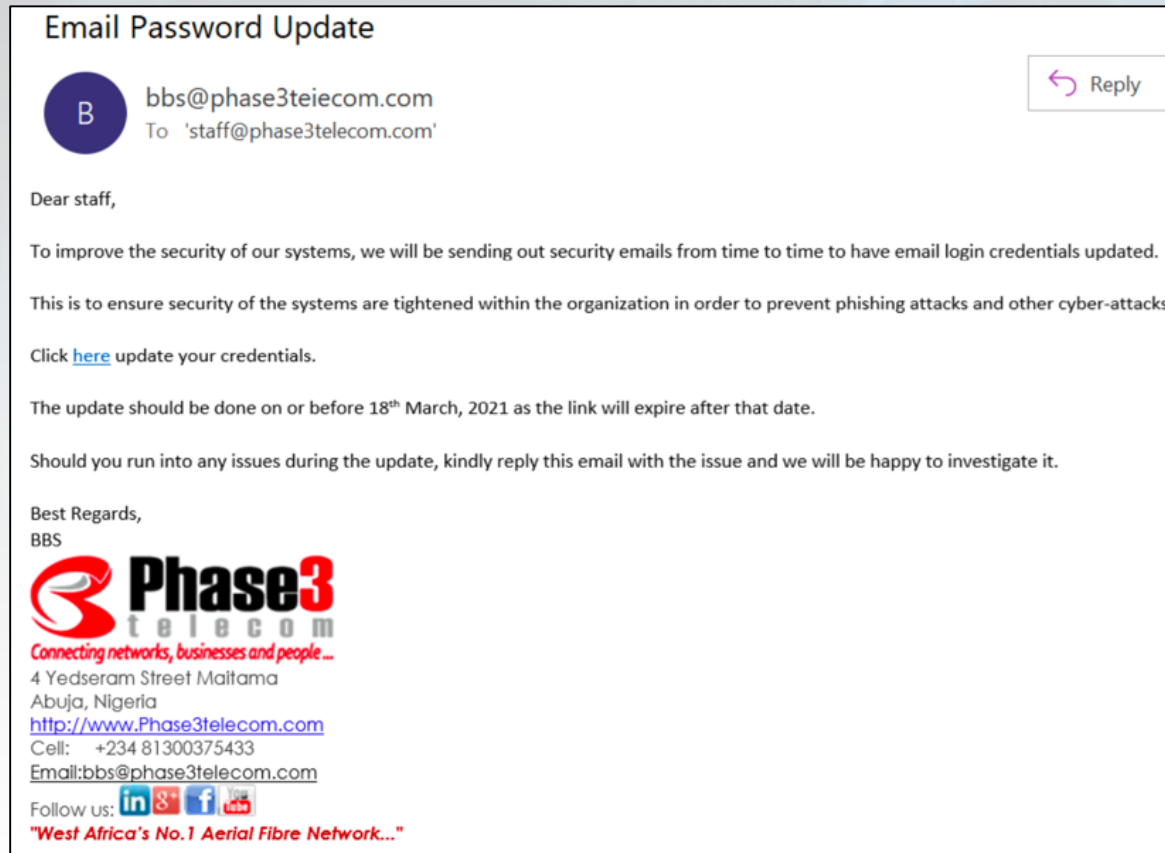 Email Password Update
B
bbs@phase3teiecom.com
Reply
To 'staff@phase3telecom.com'
Dear staff,
To improve the security of our systems, we will be sending out security emails from time to time to have email login credentials updated.
This is to ensure security of the systems are tightened within the organization in order to prevent phishing attacks and other cyber-attacks
Click here update your credentials.
The update should be done on or before 18th March, 2021 as the link will expire after that date.
Should you run into any issues during the update, kindly reply this email with the issue and we will be happy to investigate it.
Best Regards,
BBS
Phase3
telecom
Connecting networks, businesses and people...
4 Yedseram Street Maitama
Abuja, Nigeria
http://www.Phase3telecom.com
Cell: +234 81300375433
Email:bbs@phase3telecom.com
Follow us: in 8+ f You Tube
"West Africa's No.1 Aerial Fibre Network..."